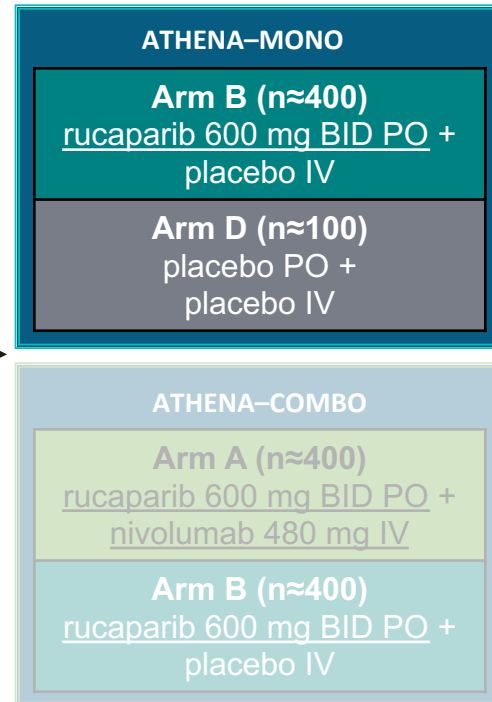 ATHENA–MONO
Arm B (n≈400)
rucaparib 600 mg BID PO +
placebo IV
Arm D (n≈100)
placebo PO +
placebo IV
ATHENA–COMBO
Arm A (n≈400)
rucaparib 600 mg BID PO +
nivolumab 480 mg IV
Arm B (n≈400)
rucaparib 600 mg BID PO +
placebo IV